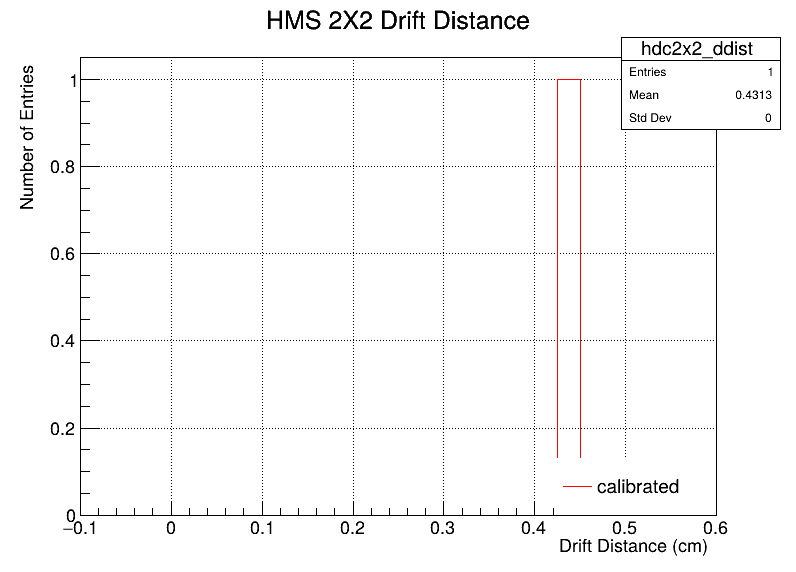 HMS 2X2 Drift Distance
hdc2x2_ddist
Entries 1
Mean 0.4313
Std Dev 0
Number of Entries
1
0.8
0.6
0.4
0.2
0
−0.1 0 0.1 0.2 0.3 0.4 0.5 0.6
calibrated
Drift Distance (cm)